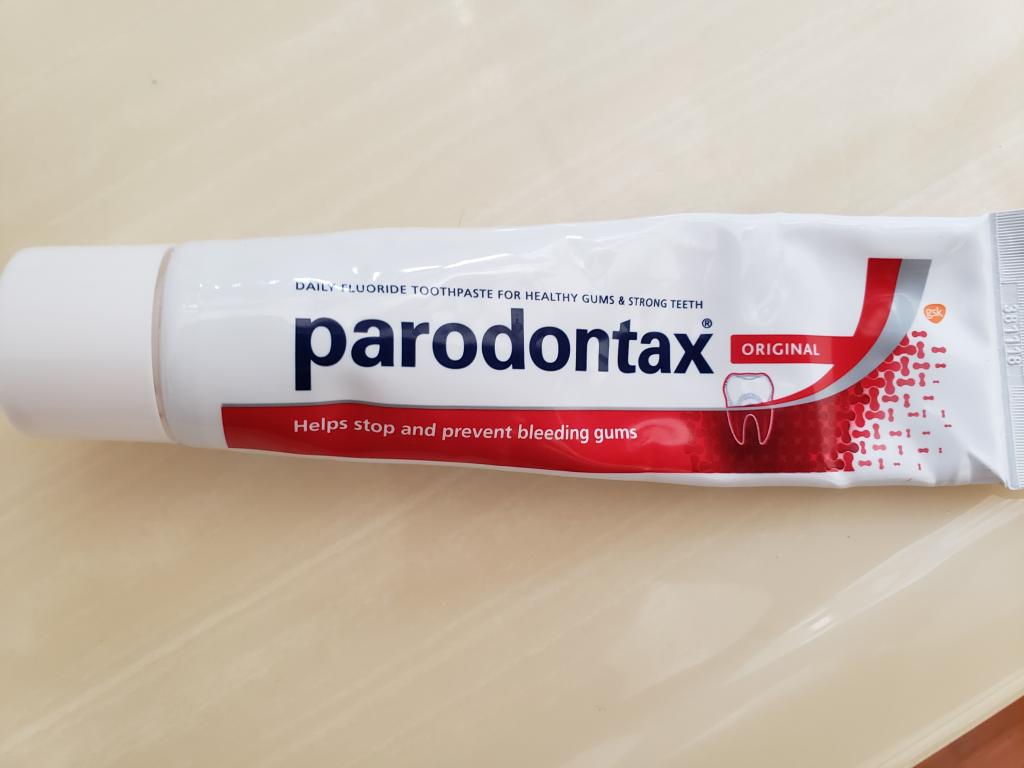 DAILY FLUORIDE TOOTHPASTE FOR HEALTHY GUMS & STRONG TEETH
parodontax®
ORIGINAL
gsk
Helps stop and prevent bleeding gums